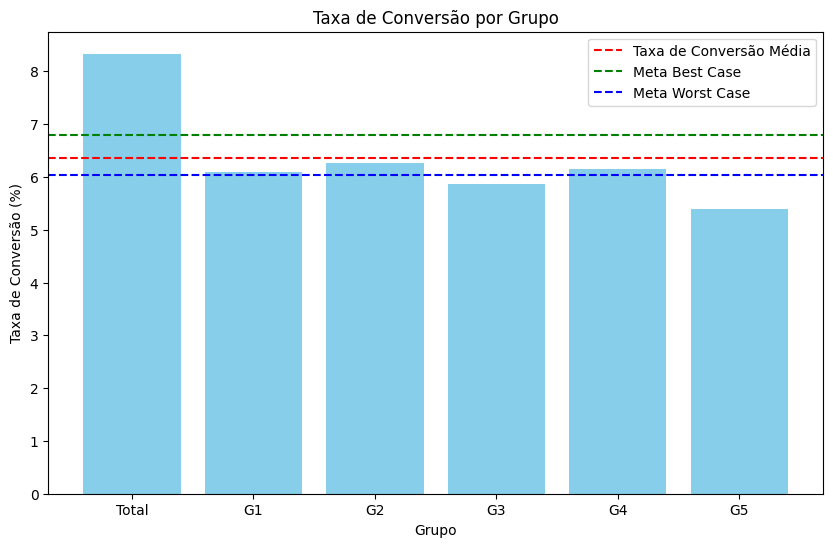 Taxa de Conversão por Grupo
Taxa de Conversão Média
Meta Best Case
Meta Worst Case
Taxa de Conversão (%)
8
7
6
5
4
3
2
1
0
Total G1 G2 G3 G4 G5
Grupo